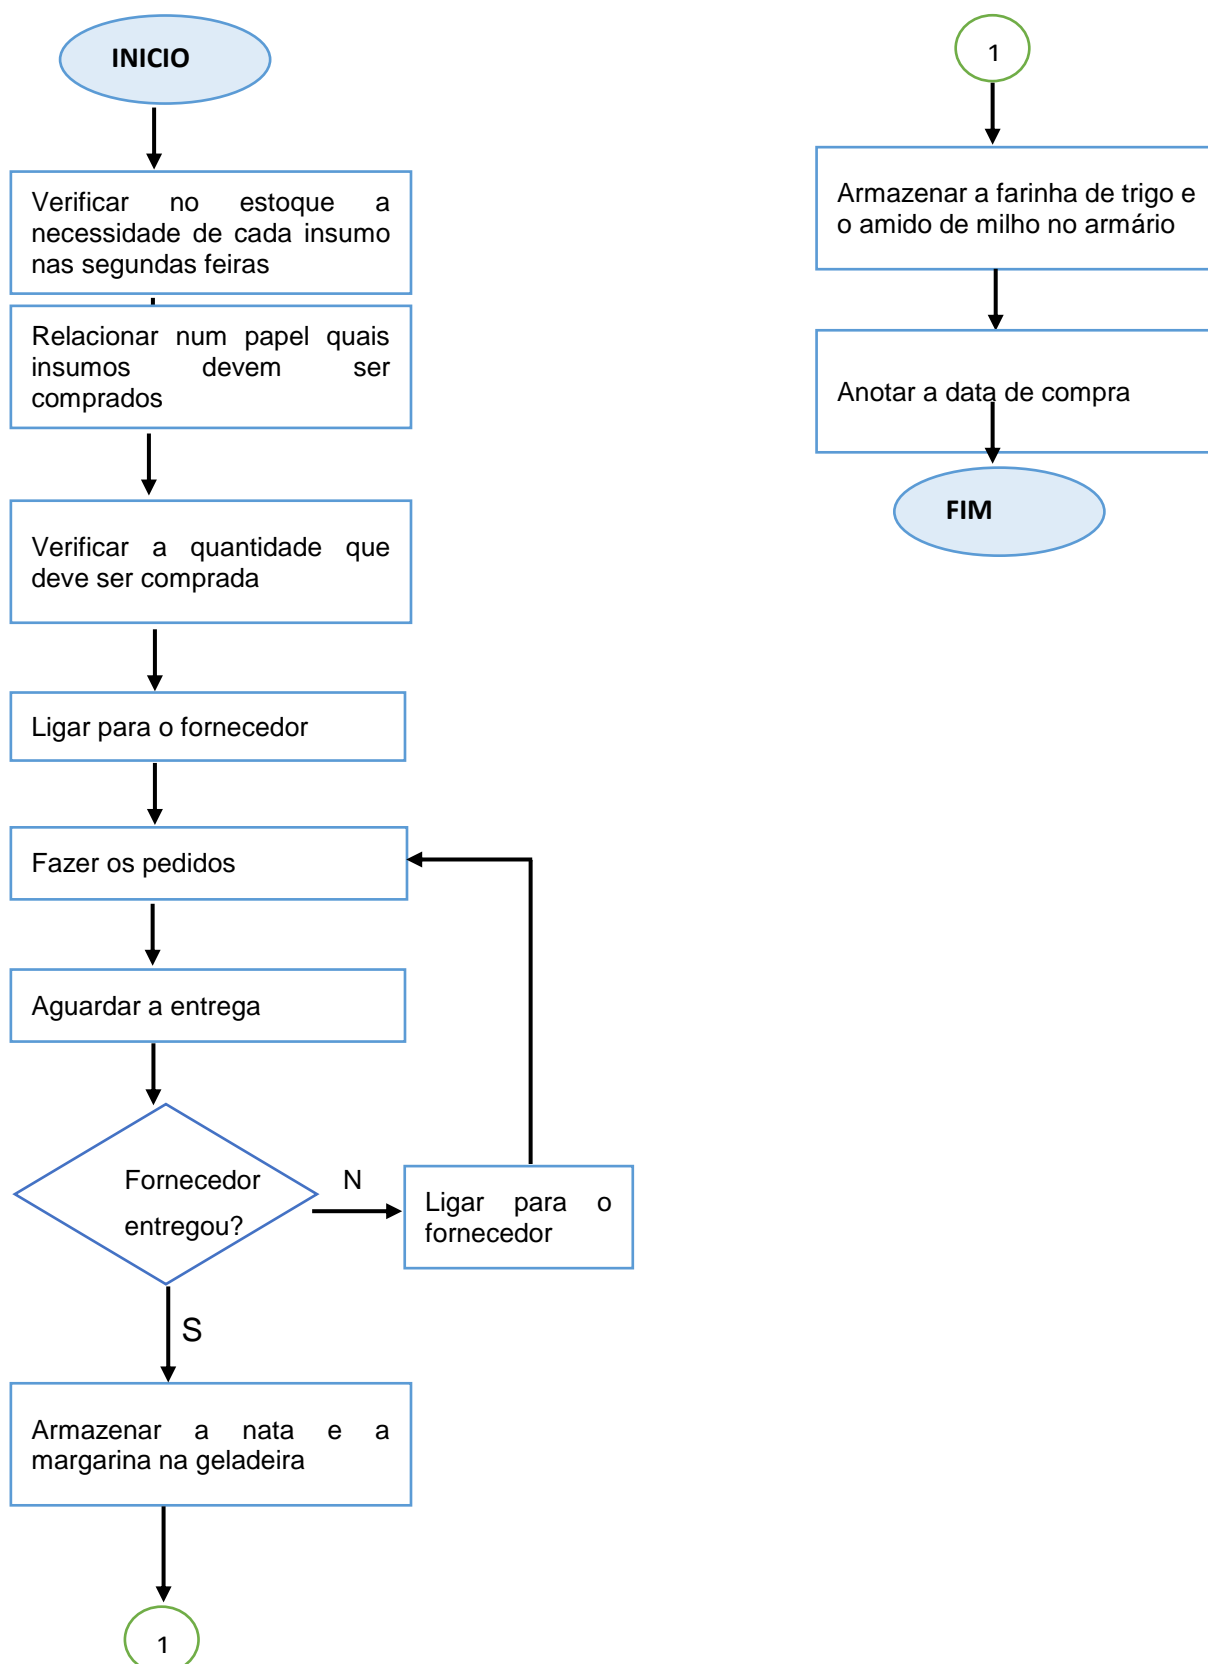 INICIO
Verificar no estoque a
necessidade de cada insumo
nas segundas feiras
Relacionar num papel quais
insumos devem ser
comprados
Verificar a quantidade que
deve ser comprada
Ligar para o fornecedor
Fazer os pedidos
Aguardar a entrega
Fornecedor
entregou?
N
Ligar para o
fornecedor
S
Armazenar a nata e a
margarina na geladeira
1
1
Armazenar a farinha de trigo e
o amido de milho no armário
Anotar a data de compra
FIM